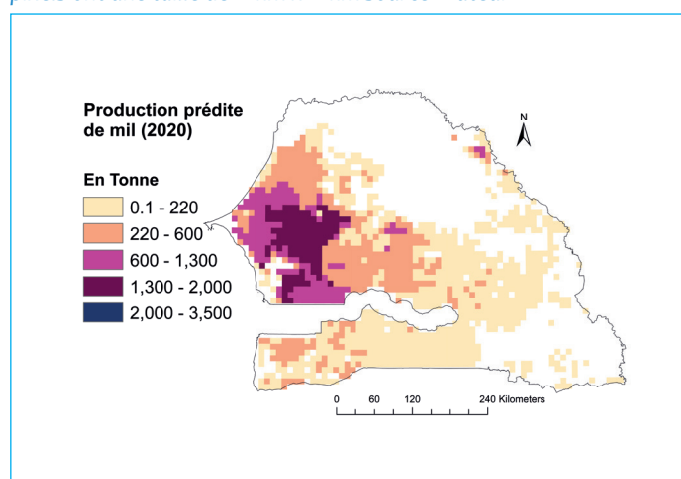 Production prédite
de mil (2020)
N
En Tonne
0.1 - 220
220 - 600
600 - 1,300
1,300 - 2,000
2,000 - 3,500
0 60 120 240 Kilometers